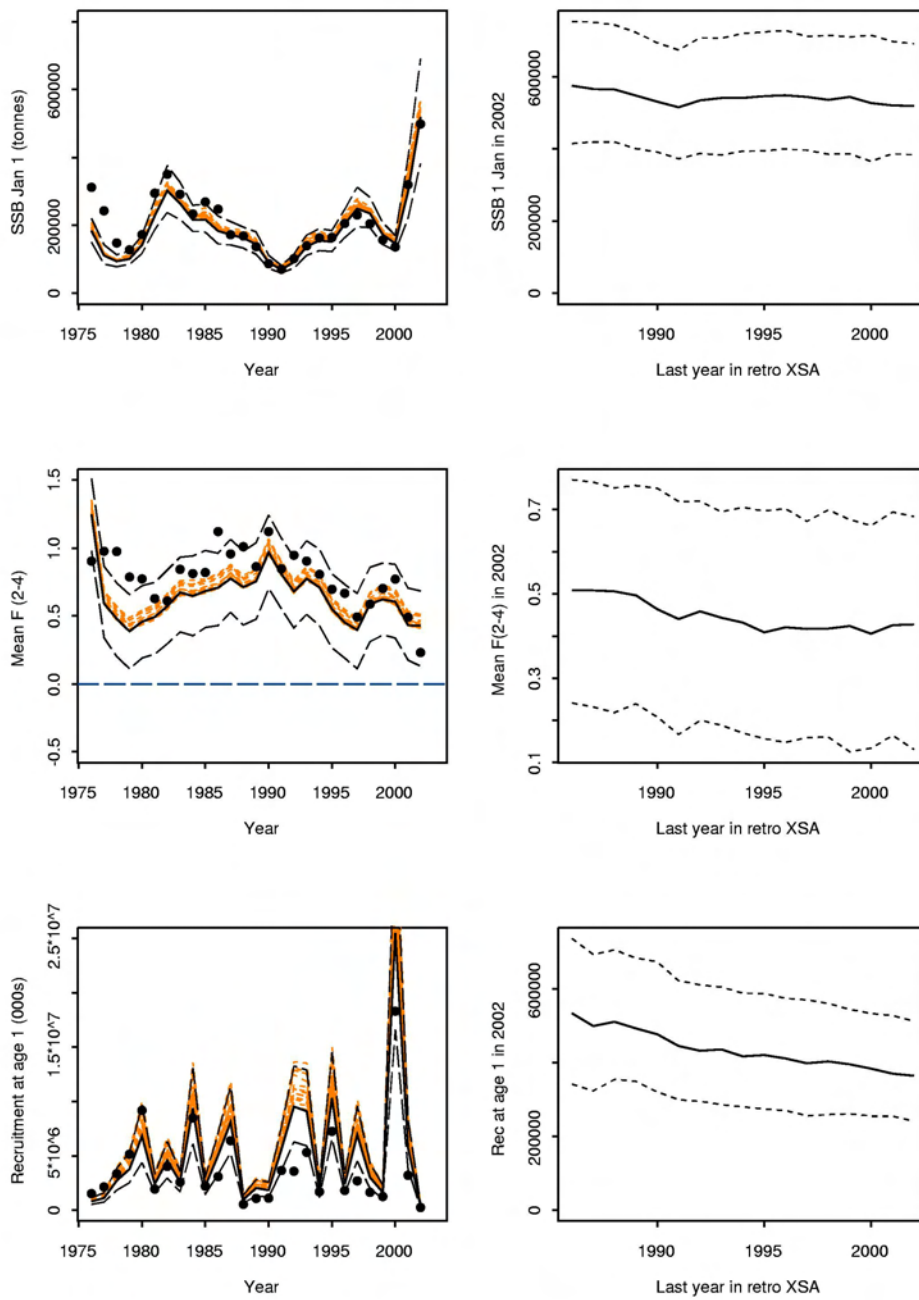 SSB Jan 1 (tonnes)
600000
200000
0
1975 1980 1985 1990 1995 2000
Year
SSB 1 Jan in 2002
600000
200000
0
1990 1995 2000
Last year in retro XSA
Mean F (2-4)
1.5
1.0
0.5
0.0
-0.5
1975 1980 1985 1990 1995 2000
Year
Mean F(2-4) in 2002
0.7
0.5
0.3
0.1
1990 1995 2000
Last year in retro XSA
Recruitment at age 1 (000s)
2.5*10^7
1.5*10^7
5*10^6
0
1975 1980 1985 1990 1995 2000
Year
Rec at age 1 in 2002
600000
200000
0
1990 1995 2000
Last year in retro XSA